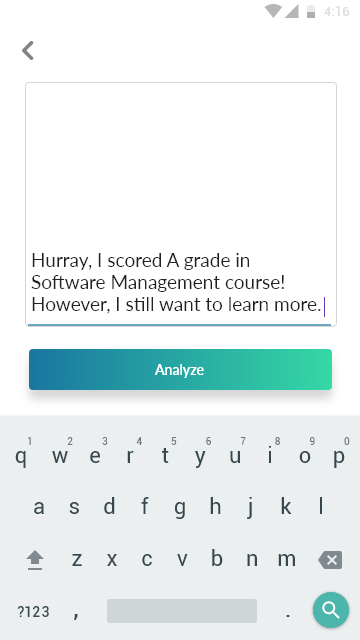 4:16
Hurray, I scored A grade in
Software Management course!
However, I still want to learn more.
Analyze
1 2 3 4 5 6 7 8 9 0
q w e r t y u i o p
a s d f g h j k l
z x c v b n m
?123 , .